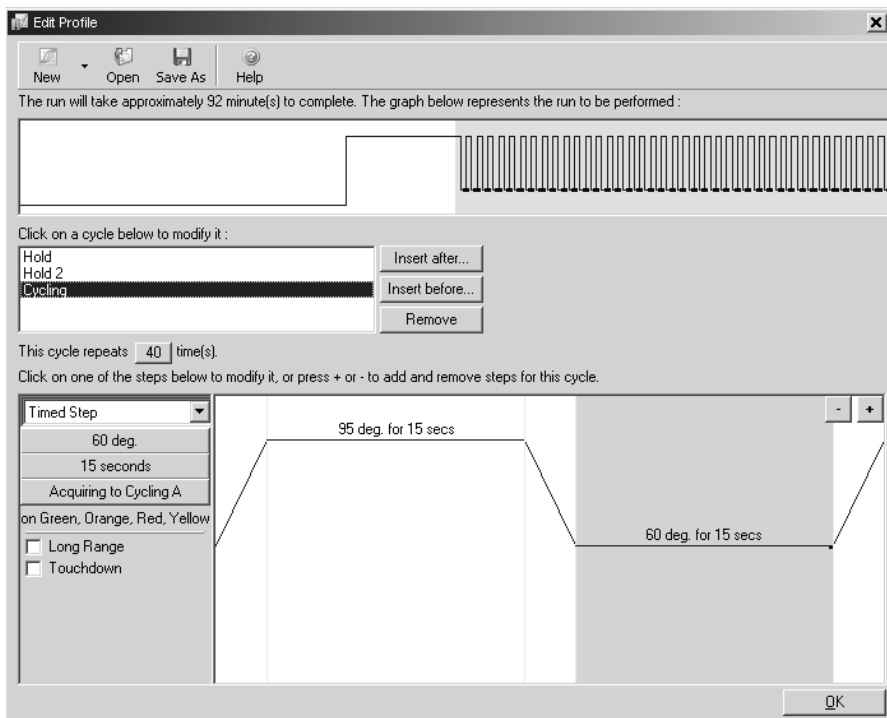 Edit Profile
New Open Save As Help
The run will take approximately 92 minute(s) to complete. The graph below represents the run to be performed :
Click on a cycle below to modify it :
Hold
Hold 2
Cycling
Insert after...
Insert before...
Remove
This cycle repeats 40 time(s).
Click on one of the steps below to modify it, or press + or - to add and remove steps for this cycle.
Timed Step
60 deg.
15 seconds
Acquiring to Cycling A
on Green, Orange, Red, Yellow
Long Range
Touchdown
95 deg. for 15 secs
60 deg. for 15 secs
- +
OK